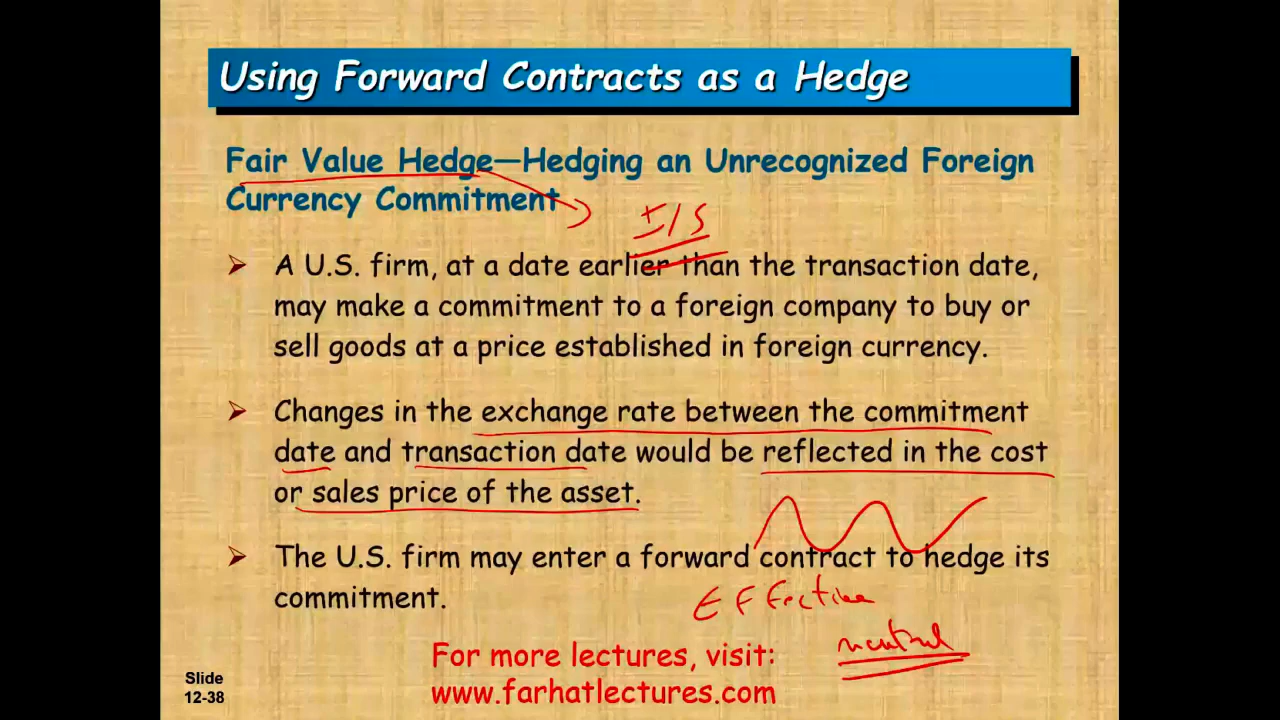 Using Forward Contracts as a Hedge
Fair Value Hedge—Hedging an Unrecognized Foreign
Currency Commitment
I/S
➢ A U.S. firm, at a date earlier than the transaction date,
may make a commitment to a foreign company to buy or
sell goods at a price established in foreign currency.
➢ Changes in the exchange rate between the commitment
date and transaction date would be reflected in the cost
or sales price of the asset.
➢ The U.S. firm may enter a forward contract to hedge its
commitment.
Effective
neutral
For more lectures, visit:
www.farhatlectures.com
Slide
12-38